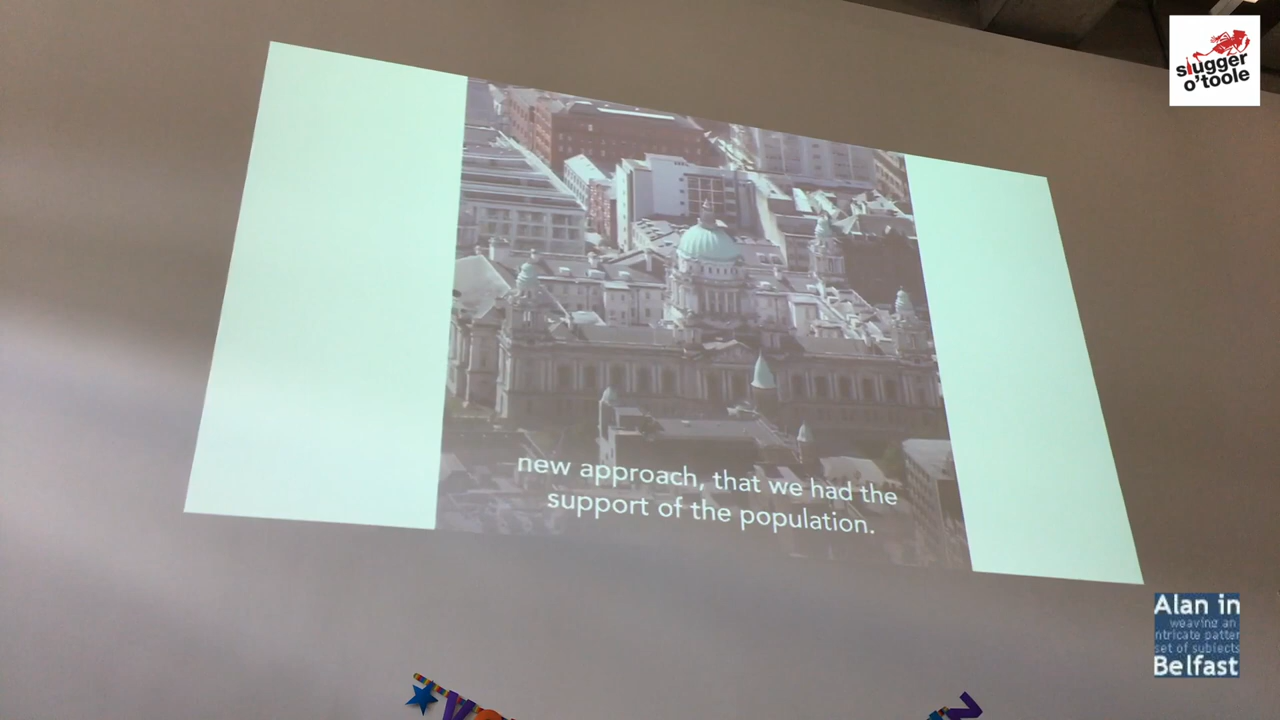 slugger
o'toole
new approach, that we had the
support of the population.
Alan in
weaving an
ntricate patter
set of subjects
Belfast